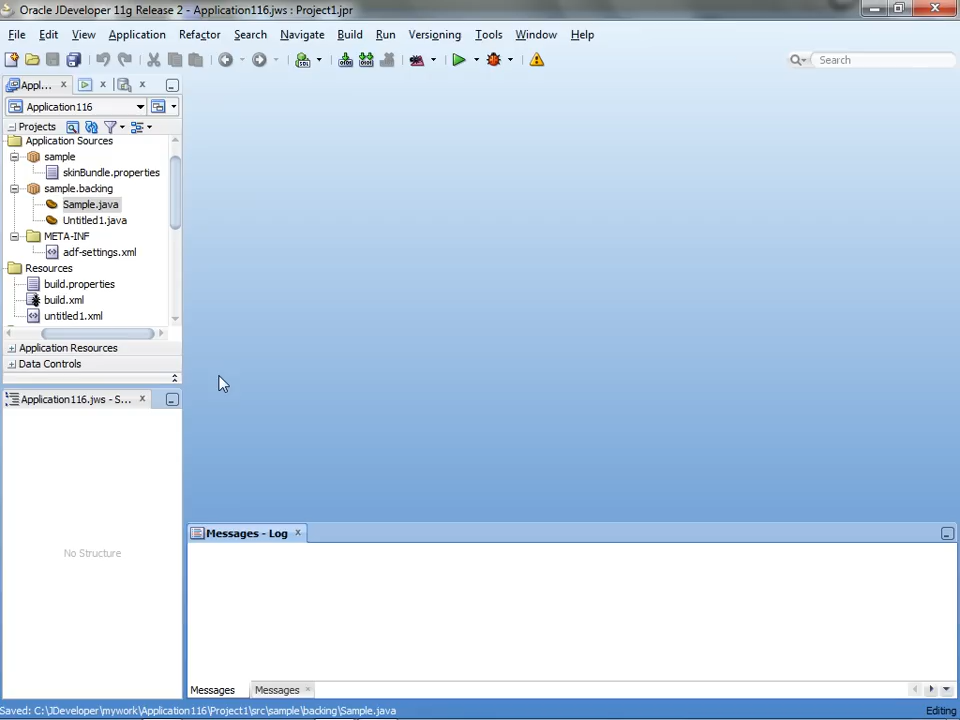 Oracle JDeveloper 11g Release 2 - Application116.jws : Project1.jpr
File Edit View Application Refactor Search Navigate Build Run Versioning Tools Window Help
Search
Appl...
Application116
Projects
Application Sources
sample
skinBundle.properties
sample.backing
Sample.java
Untitled1.java
META-INF
adf-settings.xml
Resources
build.properties
build.xml
untitled1.xml
Application Resources
Data Controls
Application116.jws - S...
No Structure
Messages - Log
Messages Messages
Saved: C:\JDeveloper\mywork\Application116\Project1\src\sample\backing\Sample.java
Editing